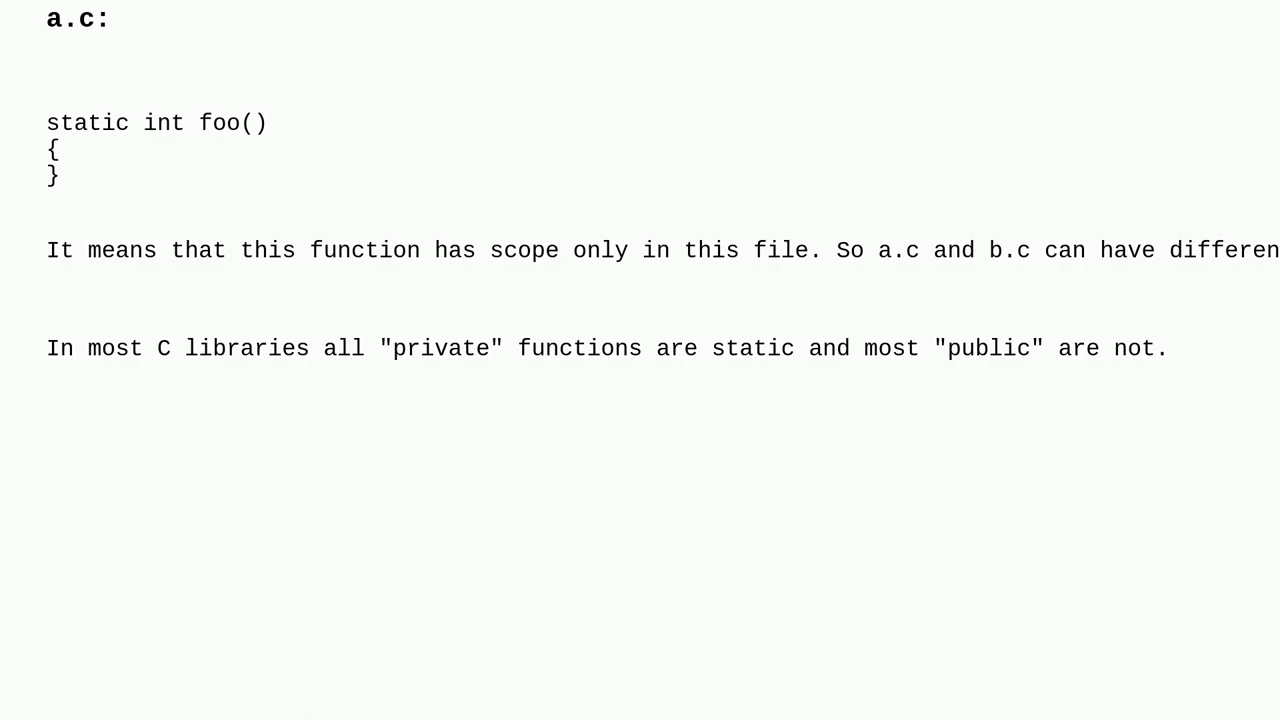 a.c:
static int foo()
{
}
It means that this function has scope only in this file. So a.c and b.c can have differen
In most C libraries all "private" functions are static and most "public" are not.